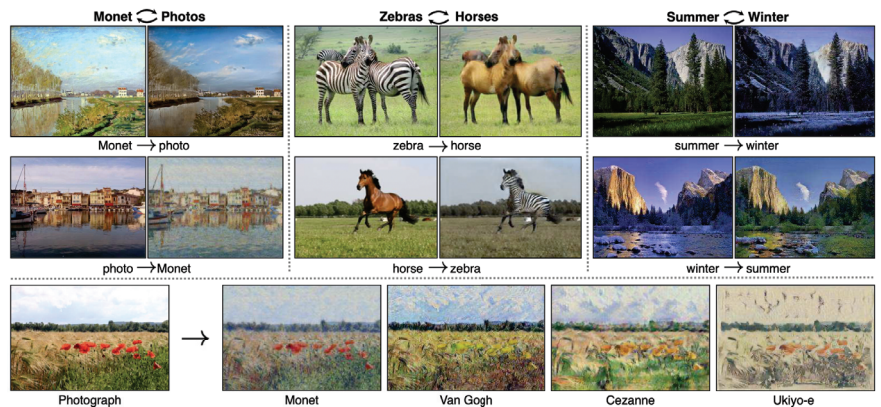 Monet Photos
Zebras Horses
Summer Winter
Monet → photo
zebra → horse
summer → winter
photo → Monet
horse → zebra
winter → summer
Photograph
Monet
Van Gogh
Cezanne
Ukiyo-e